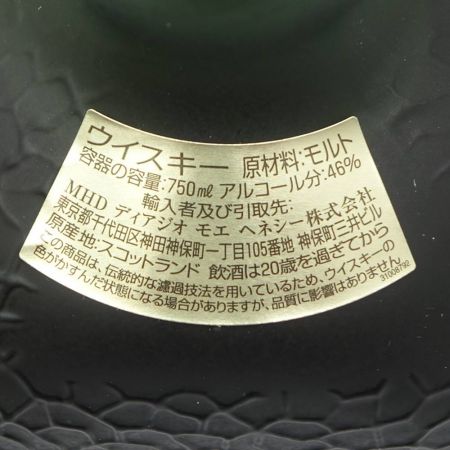 ウイスキー 原材料:モルト
容器の容量:750㎖ アルコール分:46%
輸入者及び引取先:
MHD ディアジオ モエ ヘネシー株式会社
東京都千代田区神田神保町一丁目105番地 神保町三井ビル
原産地:スコットランド 飲酒は20歳を過ぎてから
この商品は、伝統的な濾過技法を用いているため、ウイスキーの
色がかすんだ状態になる場合がありますが、品質に影響はありません。